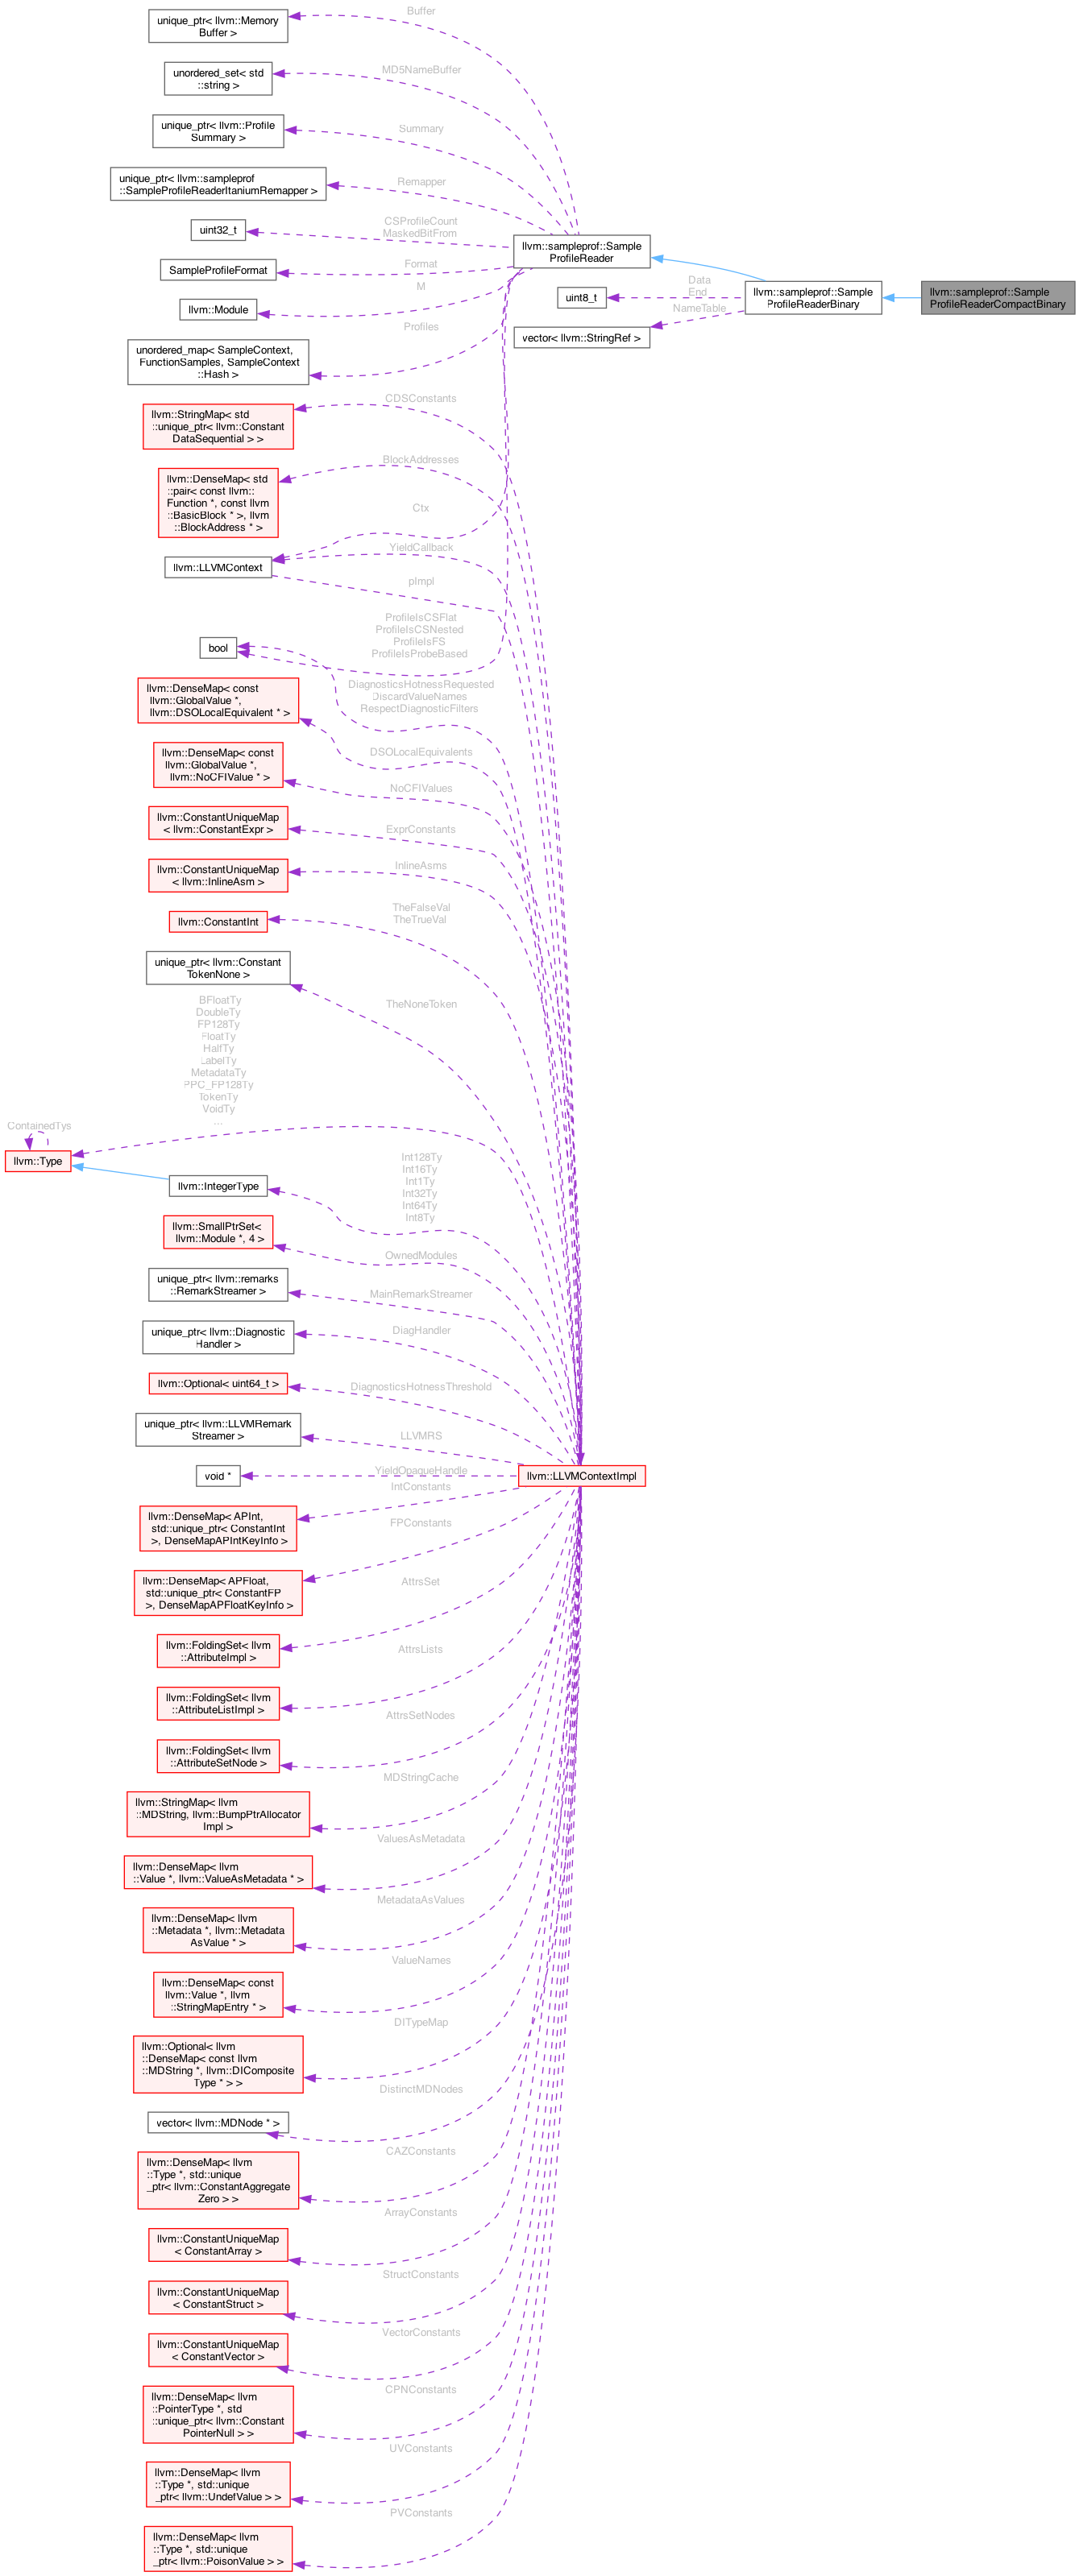 Buffer
unique_ptr< llvm::Memory
Buffer >
MD5NameBuffer
unordered_set< std
::string >
Summary
unique_ptr< llvm::Profile
Summary >
Remapper
unique_ptr< llvm::sampleprof
::SampleProfileReaderItaniumRemapper >
CSProfileCount
MaskedBitFrom
uint32_t
llvm::sampleprof::Sample
ProfileReader
Format
SampleProfileFormat
M
llvm::Module
Data
End
uint8_t
llvm::sampleprof::Sample
ProfileReaderBinary
llvm::sampleprof::Sample
ProfileReaderCompactBinary
NameTable
vector< llvm::StringRef >
Profiles
unordered_map< SampleContext,
FunctionSamples, SampleContext
::Hash >
CDSConstants
llvm::StringMap< std
::unique_ptr< llvm::Constant
DataSequential > >
BlockAddresses
llvm::DenseMap< std
::pair< const llvm::
Function *, const llvm
::BasicBlock * >, llvm
::BlockAddress * >
Ctx
YieldCallback
llvm::LLVMContext
pImpl
ProfileIsCSFlat
ProfileIsCSNested
ProfileIsFS
ProfileIsProbeBased
bool
DiagnosticsHotnessRequested
DiscardValueNames
RespectDiagnosticFilters
llvm::DenseMap< const
llvm::GlobalValue *,
llvm::DSOLocalEquivalent * >
DSOLocalEquivalents
llvm::DenseMap< const
llvm::GlobalValue *,
llvm::NoCFIValue * >
NoCFIValues
llvm::ConstantUniqueMap
< llvm::ConstantExpr >
ExprConstants
llvm::ConstantUniqueMap
< llvm::InlineAsm >
InlineAsms
llvm::ConstantInt
TheFalseVal
TheTrueVal
unique_ptr< llvm::Constant
TokenNone >
TheNoneToken
BFloatTy
DoubleTy
FP128Ty
FloatTy
HalfTy
LabelTy
MetadataTy
PPC_FP128Ty
TokenTy
VoidTy
...
ContainedTys
llvm::Type
llvm::IntegerType
Int128Ty
Int16Ty
Int1Ty
Int32Ty
Int64Ty
Int8Ty
llvm::SmallPtrSet<
llvm::Module *, 4 >
OwnedModules
unique_ptr< llvm::remarks
::RemarkStreamer >
MainRemarkStreamer
unique_ptr< llvm::Diagnostic
Handler >
DiagHandler
llvm::Optional< uint64_t >
DiagnosticsHotnessThreshold
unique_ptr< llvm::LLVMRemark
Streamer >
LLVMRS
void *
YieldOpaqueHandle
llvm::LLVMContextImpl
IntConstants
llvm::DenseMap< APInt,
std::unique_ptr< ConstantInt
>, DenseMapAPIntKeyInfo >
FPConstants
llvm::DenseMap< APFloat,
std::unique_ptr< ConstantFP
>, DenseMapAPFloatKeyInfo >
AttrsSet
llvm::FoldingSet< llvm
::AttributeImpl >
AttrsLists
llvm::FoldingSet< llvm
::AttributeListImpl >
AttrsSetNodes
llvm::FoldingSet< llvm
::AttributeSetNode >
MDStringCache
llvm::StringMap< llvm
::MDString, llvm::BumpPtrAllocator
Impl >
ValuesAsMetadata
llvm::DenseMap< llvm
::Value *, llvm::ValueAsMetadata * >
MetadataAsValues
llvm::DenseMap< llvm
::Metadata *, llvm::Metadata
AsValue * >
ValueNames
llvm::DenseMap< const
llvm::Value *, llvm
::StringMapEntry * >
DITypeMap
llvm::Optional< llvm
::DenseMap< const llvm
::MDString *, llvm::DIComposite
Type * > >
DistinctMDNodes
vector< llvm::MDNode * >
CAZConstants
llvm::DenseMap< llvm
::Type *, std::unique
_ptr< llvm::ConstantAggregate
Zero > >
ArrayConstants
llvm::ConstantUniqueMap
< ConstantArray >
StructConstants
llvm::ConstantUniqueMap
< ConstantStruct >
VectorConstants
llvm::ConstantUniqueMap
< ConstantVector >
CPNConstants
llvm::DenseMap< llvm
::PointerType *, std
::unique_ptr< llvm::Constant
PointerNull > >
UVConstants
llvm::DenseMap< llvm
::Type *, std::unique
_ptr< llvm::UndefValue > >
PVConstants
llvm::DenseMap< llvm
::Type *, std::unique
_ptr< llvm::PoisonValue > >